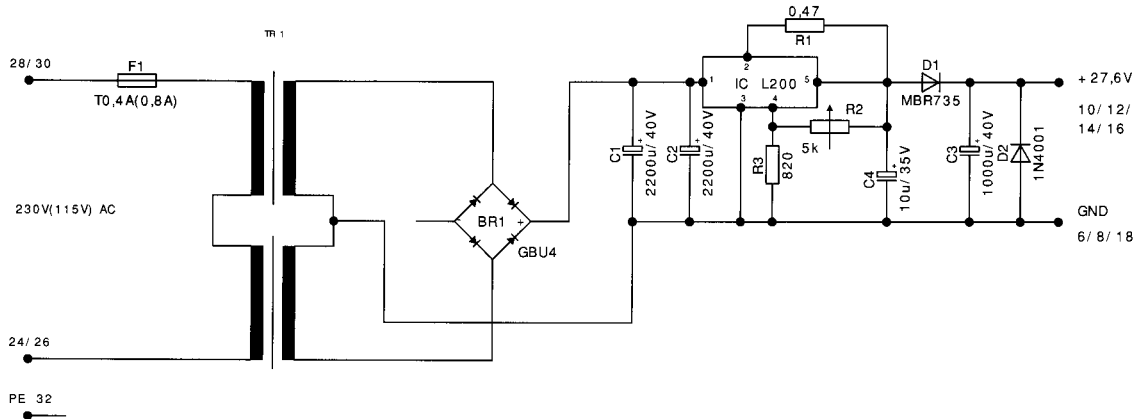 TR 1
28/ 30
F1
T0,4A(0,8A)
230V(115V) AC
24/ 26
PE 32
BR1
-
+
GBU4
C1
2200u/ 40V
+
C2
2200u/ 40V
+
0,47
R1
2
1
IC L200
5
3
4
R2
5k
R3
820
C4
10u/ 35V
+
D1
MBR735
C3
1000u/ 40V
+
D2
1N4001
+ 27,6V
10/ 12/
14/ 16
GND
6/ 8/ 18